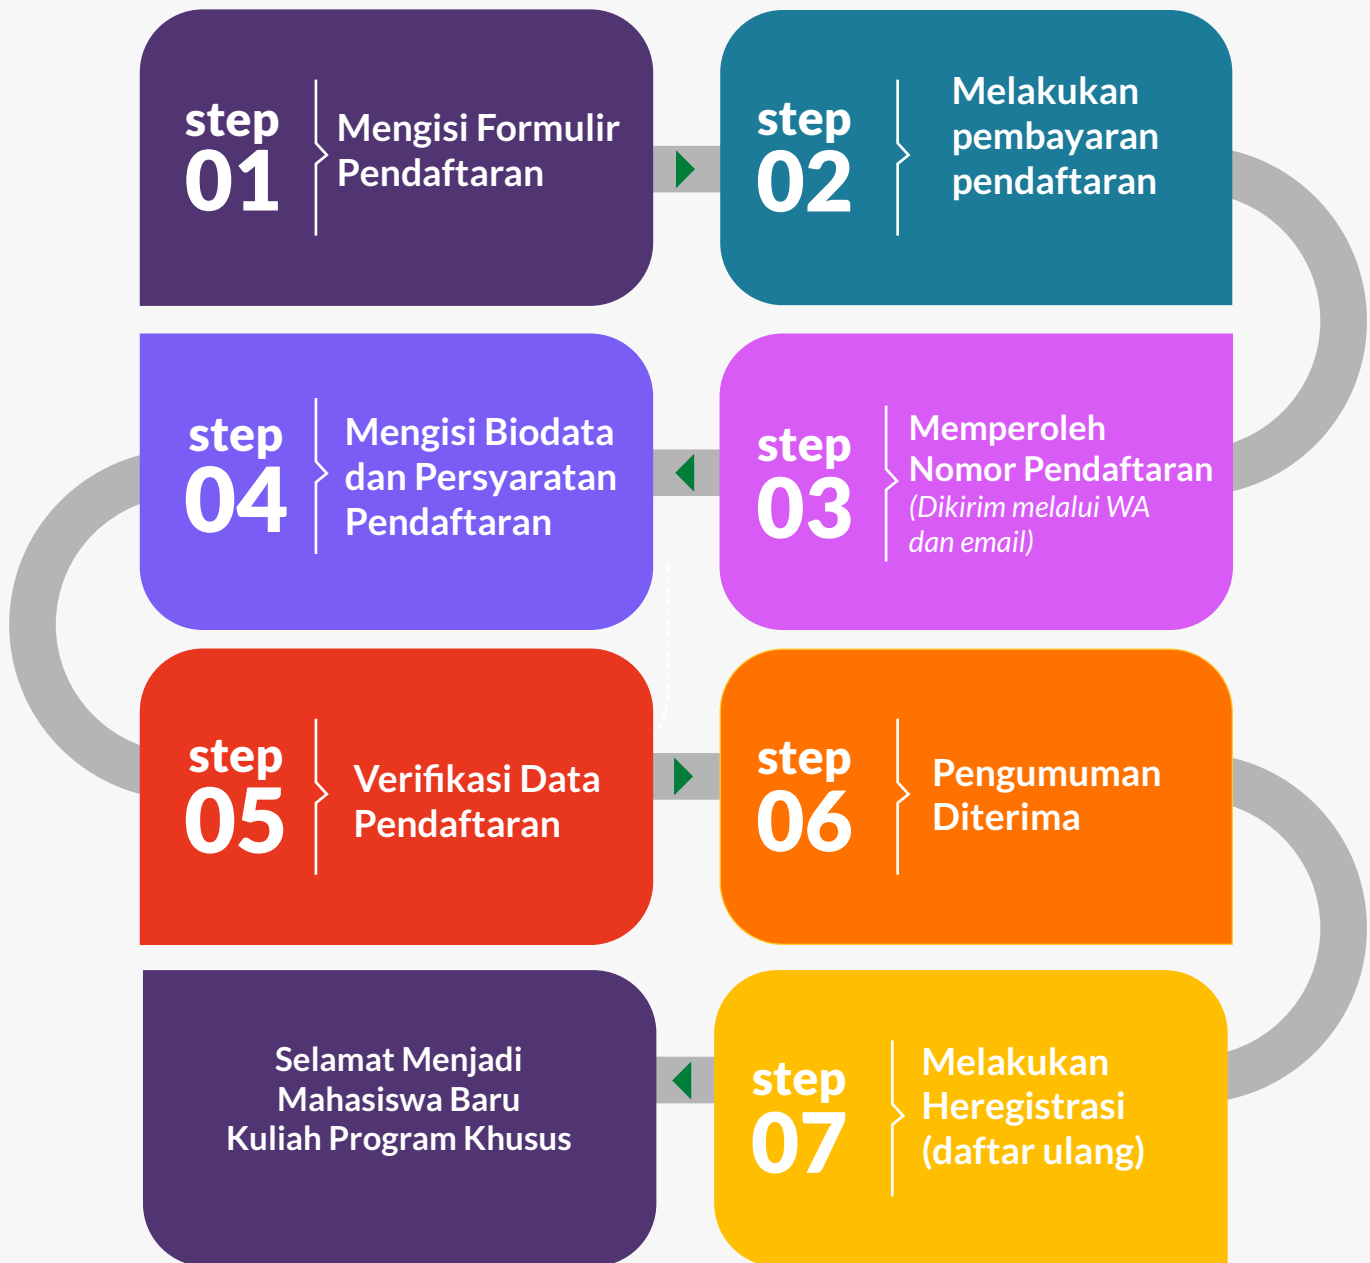 step
01
Mengisi Formulir
Pendaftaran
step
02
Melakukan
pembayaran
pendaftaran
step
03
Memperoleh
Nomor Pendaftaran
(Dikirim melalui WA
dan email)
step
04
Mengisi Biodata
dan Persyaratan
Pendaftaran
step
05
Verifikasi Data
Pendaftaran
step
06
Pengumuman
Diterima
step
07
Melakukan
Heregistrasi
(daftar ulang)
Selamat Menjadi
Mahasiswa Baru
Kuliah Program Khusus